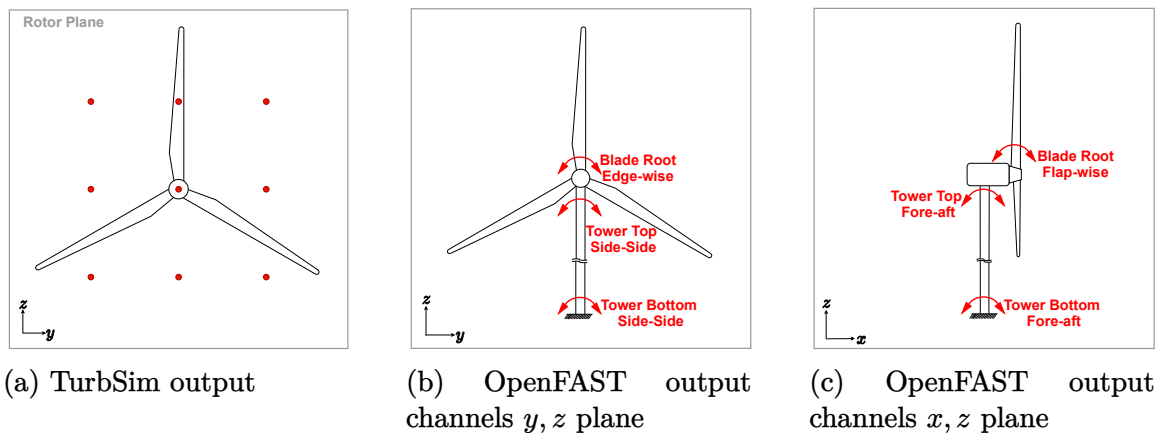 Rotor Plane
z
y
(a) TurbSim output
Blade Root
Edge-wise
Tower Top
Side-Side
Tower Bottom
Side-Side
z
y
(b) OpenFAST output
channels y, z plane
Blade Root
Flap-wise
Tower Top
Fore-aft
Tower Bottom
Fore-aft
z
x
(c) OpenFAST output
channels x, z plane